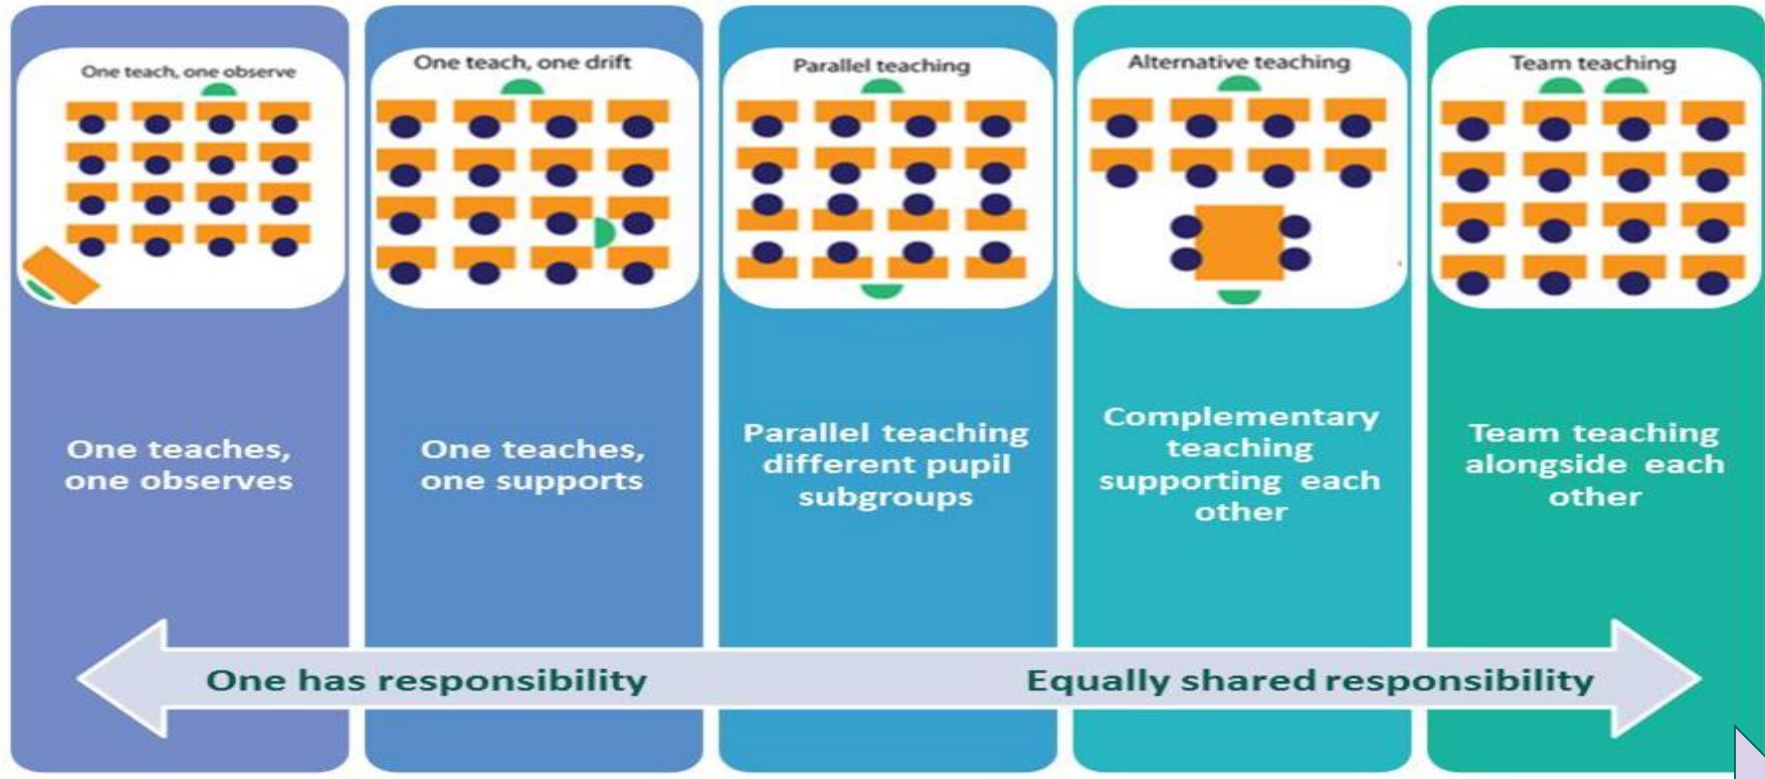 One teach, one observe
One teach, one drift
Parallel teaching
Alternative teaching
Team teaching
One teaches,
one observes
One teaches,
one supports
Parallel teaching
different pupil
subgroups
Complementary
teaching
supporting each
other
Team teaching
alongside each
other
One has responsibility
Equally shared responsibility